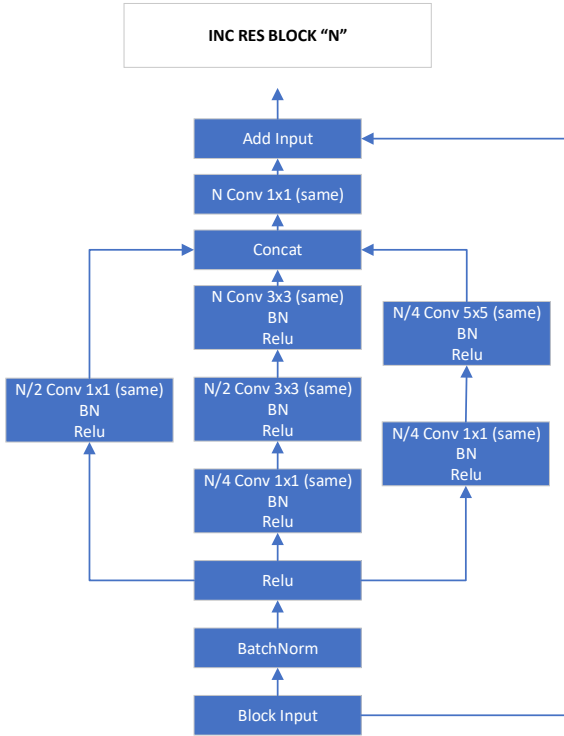 INC RES BLOCK “N”
Add Input
N Conv 1x1 (same)
Concat
N Conv 3x3 (same)
BN
Relu
N/4 Conv 5x5 (same)
BN
Relu
N/2 Conv 1x1 (same)
BN
Relu
N/2 Conv 3x3 (same)
BN
Relu
N/4 Conv 1x1 (same)
BN
Relu
N/4 Conv 1x1 (same)
BN
Relu
Relu
BatchNorm
Block Input